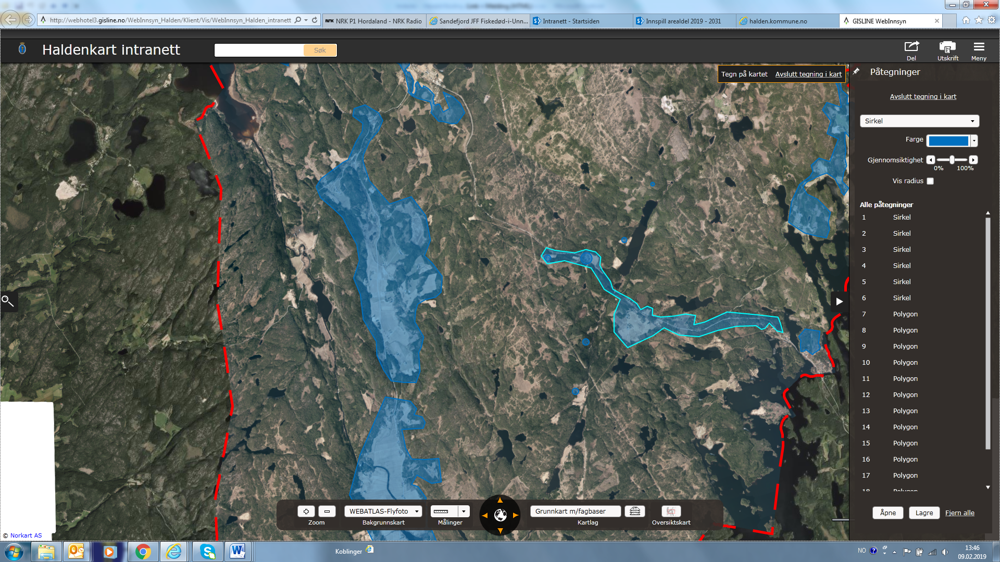 http://webhotel3.gisline.no/WebInnsyn_Halden/Klient/Vis/WebInnsyn_Halden_intranett
NRK NRK P1 Hordaland - NRK Radio
Sandefjord JFF Fiskedød-i-Unn...
Intranett - Startsiden
Innspill arealdel 2019 - 2031
halden.kommune.no
GISLINE WebInnsyn
Haldenkart intranett
Søk
Del
Utskrift
Meny
Tegn på kartet Avslutt tegning i kart
Påtegninger
Avslutt tegning i kart
Sirkel
Farge
Gjennomsiktighet
0% 100%
Vis radius
Alle påtegninger
1 Sirkel
2 Sirkel
3 Sirkel
4 Sirkel
5 Sirkel
6 Sirkel
7 Polygon
8 Polygon
9 Polygon
10 Polygon
11 Polygon
12 Polygon
13 Polygon
14 Polygon
15 Polygon
16 Polygon
17 Polygon
18 Polygon
Åpne Lagre Fjern alle
Zoom
WEBATLAS-Flyfoto
Bakgrunnskart
Målinger
Grunnkart m/fagbaser
Kartlag
Oversiktskart
© Norkart AS
Koblinger
NO
13:46
09.02.2019